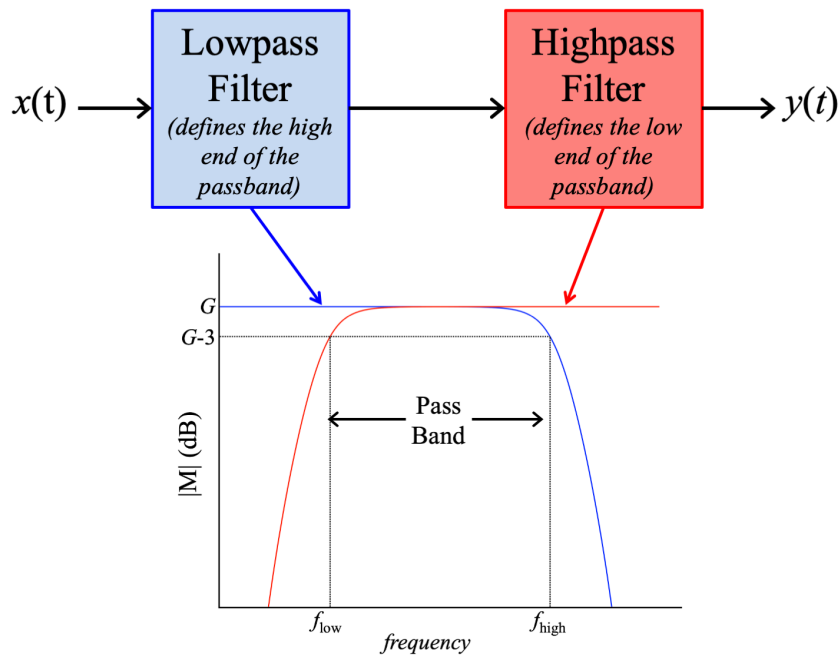 Lowpass
Filter
(defines the high
end of the
passband)
Highpass
Filter
(defines the low
end of the
passband)
x(t)
y(t)
G
G-3
Pass
Band
|M| (dB)
f_low
f_high
frequency